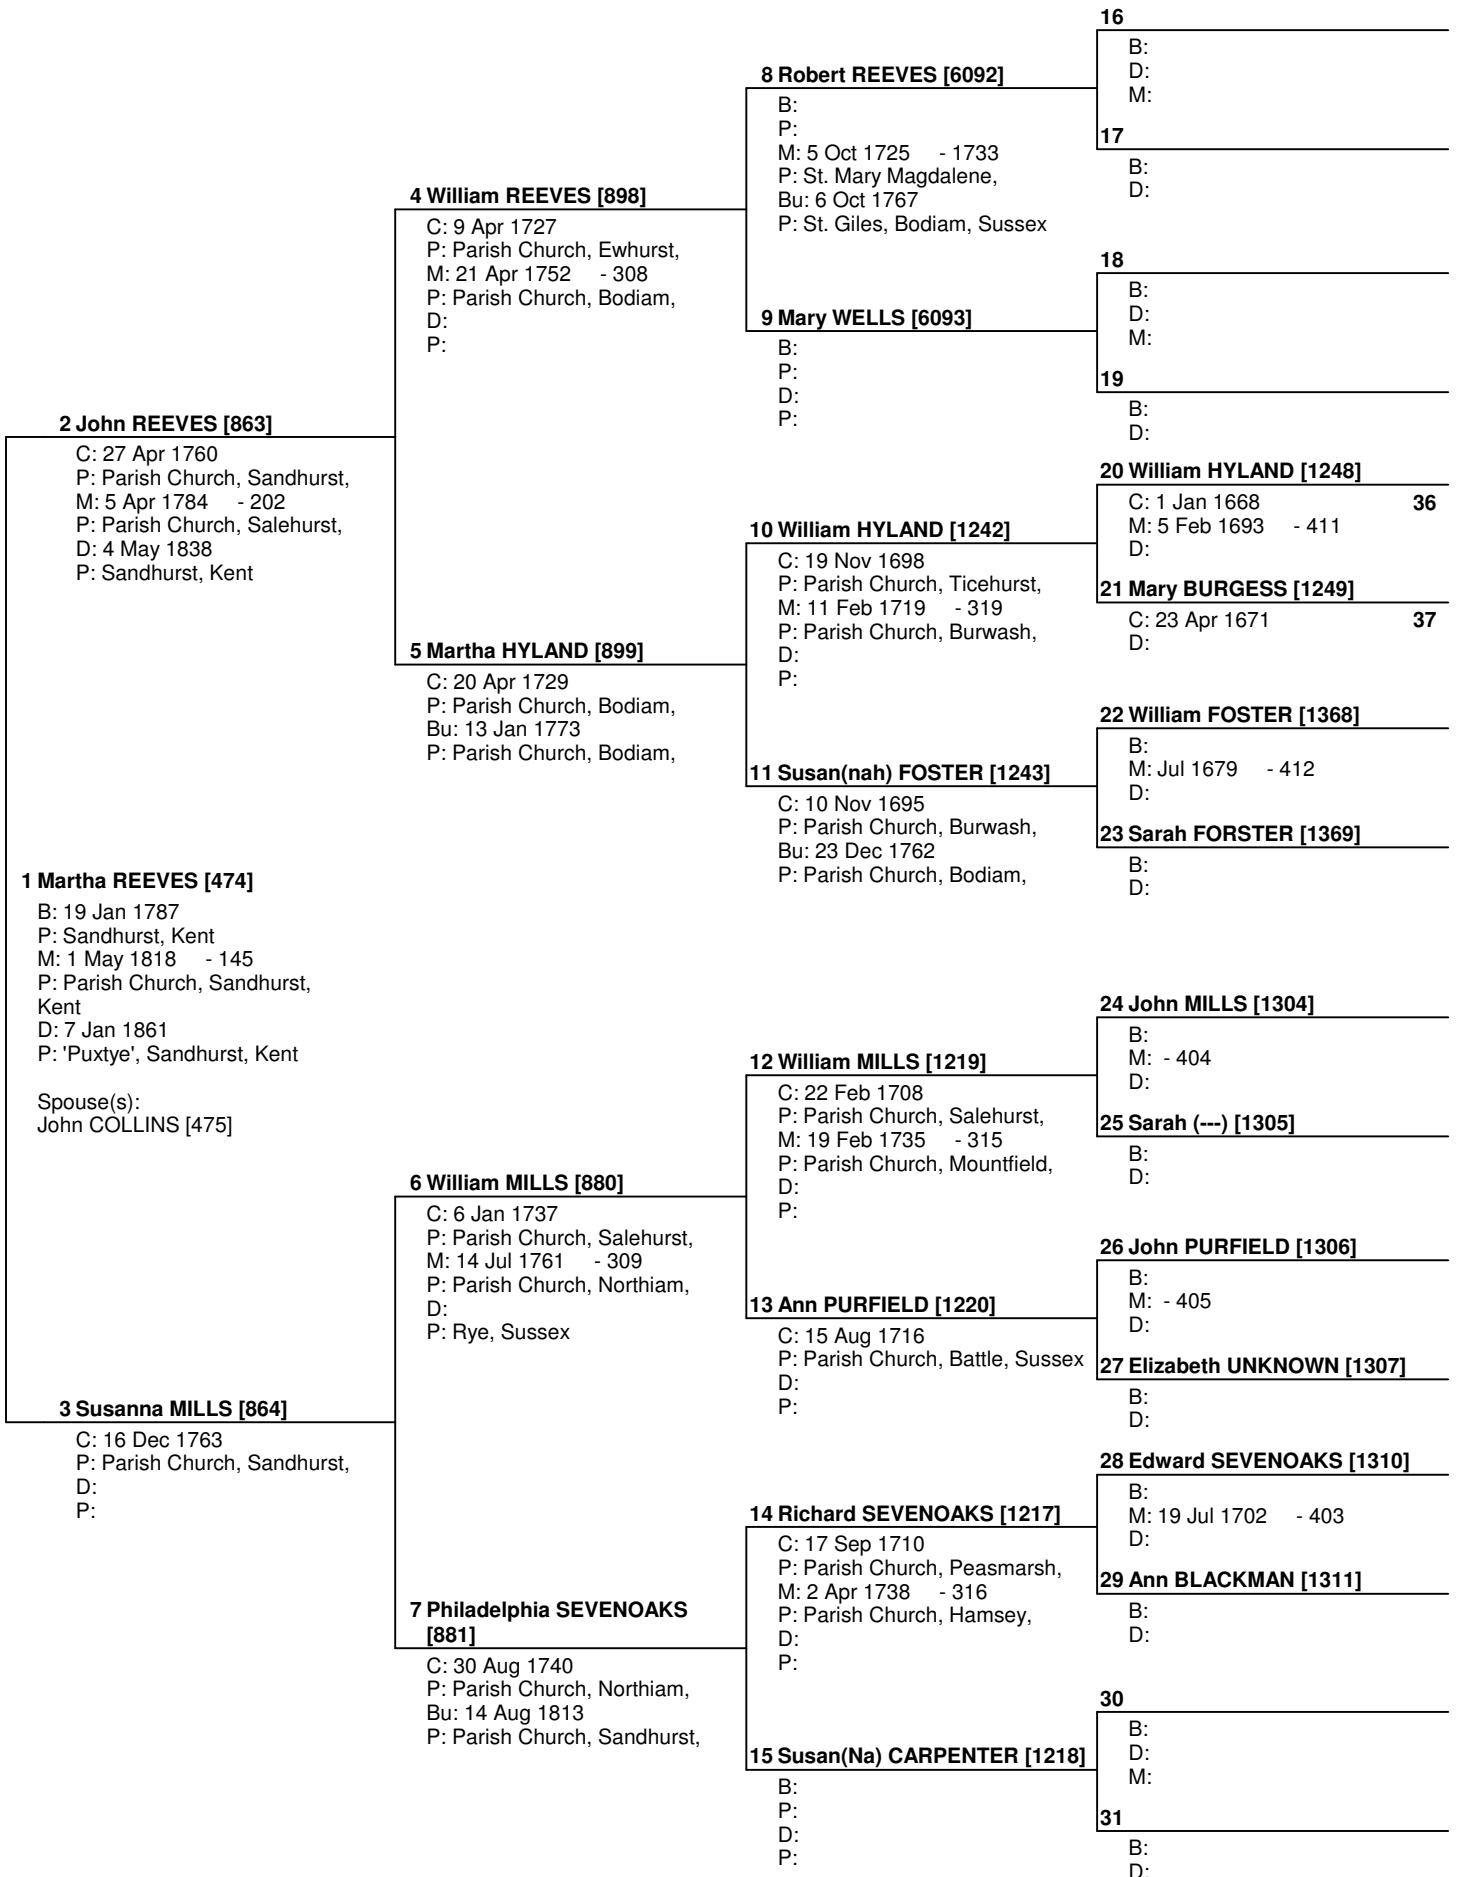 16
B:
D:
M:
8 Robert REEVES [6092]
B:
P:
M: 5 Oct 1725 - 1733
P: St. Mary Magdalene,
Bu: 6 Oct 1767
P: St. Giles, Bodiam, Sussex
17
B:
D:
4 William REEVES [898]
C: 9 Apr 1727
P: Parish Church, Ewhurst,
M: 21 Apr 1752 - 308
P: Parish Church, Bodiam,
D:
P:
18
B:
D:
M:
9 Mary WELLS [6093]
B:
P:
D:
P:
19
B:
D:
2 John REEVES [863]
C: 27 Apr 1760
P: Parish Church, Sandhurst,
M: 5 Apr 1784 - 202
P: Parish Church, Salehurst,
D: 4 May 1838
P: Sandhurst, Kent
20 William HYLAND [1248]
C: 1 Jan 1668 36
M: 5 Feb 1693 - 411
D:
10 William HYLAND [1242]
C: 19 Nov 1698
P: Parish Church, Ticehurst,
M: 11 Feb 1719 - 319
P: Parish Church, Burwash,
D:
P:
21 Mary BURGESS [1249]
C: 23 Apr 1671 37
D:
5 Martha HYLAND [899]
C: 20 Apr 1729
P: Parish Church, Bodiam,
Bu: 13 Jan 1773
P: Parish Church, Bodiam,
22 William FOSTER [1368]
B:
M: Jul 1679 - 412
D:
11 Susan(nah) FOSTER [1243]
C: 10 Nov 1695
P: Parish Church, Burwash,
Bu: 23 Dec 1762
P: Parish Church, Bodiam,
23 Sarah FORSTER [1369]
B:
D:
1 Martha REEVES [474]
B: 19 Jan 1787
P: Sandhurst, Kent
M: 1 May 1818 - 145
P: Parish Church, Sandhurst,
Kent
D: 7 Jan 1861
P: 'Puxtye', Sandhurst, Kent
Spouse(s):
John COLLINS [475]
24 John MILLS [1304]
B:
M: - 404
D:
12 William MILLS [1219]
C: 22 Feb 1708
P: Parish Church, Salehurst,
M: 19 Feb 1735 - 315
P: Parish Church, Mountfield,
D:
P:
25 Sarah (---) [1305]
B:
D:
6 William MILLS [880]
C: 6 Jan 1737
P: Parish Church, Salehurst,
M: 14 Jul 1761 - 309
P: Parish Church, Northiam,
D:
P: Rye, Sussex
26 John PURFIELD [1306]
B:
M: - 405
D:
13 Ann PURFIELD [1220]
C: 15 Aug 1716
P: Parish Church, Battle, Sussex
D:
P:
27 Elizabeth UNKNOWN [1307]
B:
D:
3 Susanna MILLS [864]
C: 16 Dec 1763
P: Parish Church, Sandhurst,
D:
P:
28 Edward SEVENOAKS [1310]
B:
M: 19 Jul 1702 - 403
D:
14 Richard SEVENOAKS [1217]
C: 17 Sep 1710
P: Parish Church, Peasmarsh,
M: 2 Apr 1738 - 316
P: Parish Church, Hamsey,
D:
P:
29 Ann BLACKMAN [1311]
B:
D:
7 Philadelphia SEVENOAKS
[881]
C: 30 Aug 1740
P: Parish Church, Northiam,
Bu: 14 Aug 1813
P: Parish Church, Sandhurst,
30
B:
D:
M:
15 Susan(Na) CARPENTER [1218]
B:
P:
D:
P:
31
B:
D: